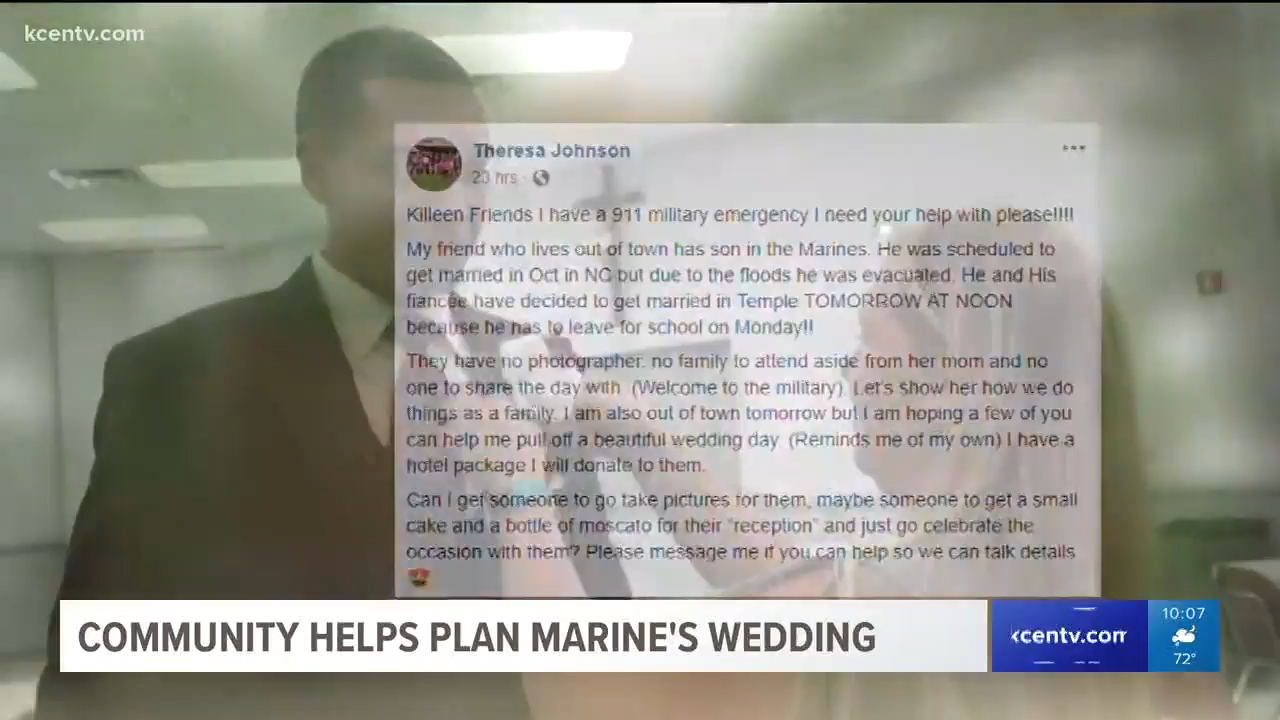 kcentv.com
Theresa Johnson
23 hrs ·
Killeen Friends I have a 911 military emergency I need your help with please!!!!
My friend who lives out of town has son in the Marines. He was scheduled to
get married in Oct in NC but due to the floods he was evacuated. He and His
fiancée have decided to get married in Temple TOMORROW AT NOON
because he has to leave for school on Monday!!
They have no photographer, no family to attend aside from her mom and no
one to share the day with. (Welcome to the military). Let's show her how we do
things as a family. I am also out of town tomorrow but I am hoping a few of you
can help me pull off a beautiful wedding day. (Reminds me of my own) I have a
hotel package I will donate to them.
Can I get someone to go take pictures for them, maybe someone to get a small
cake and a bottle of moscato for their "reception" and just go celebrate the
occasion with them? Please message me if you can help so we can talk details
COMMUNITY HELPS PLAN MARINE'S WEDDING
kcentv.com
10:07
72°